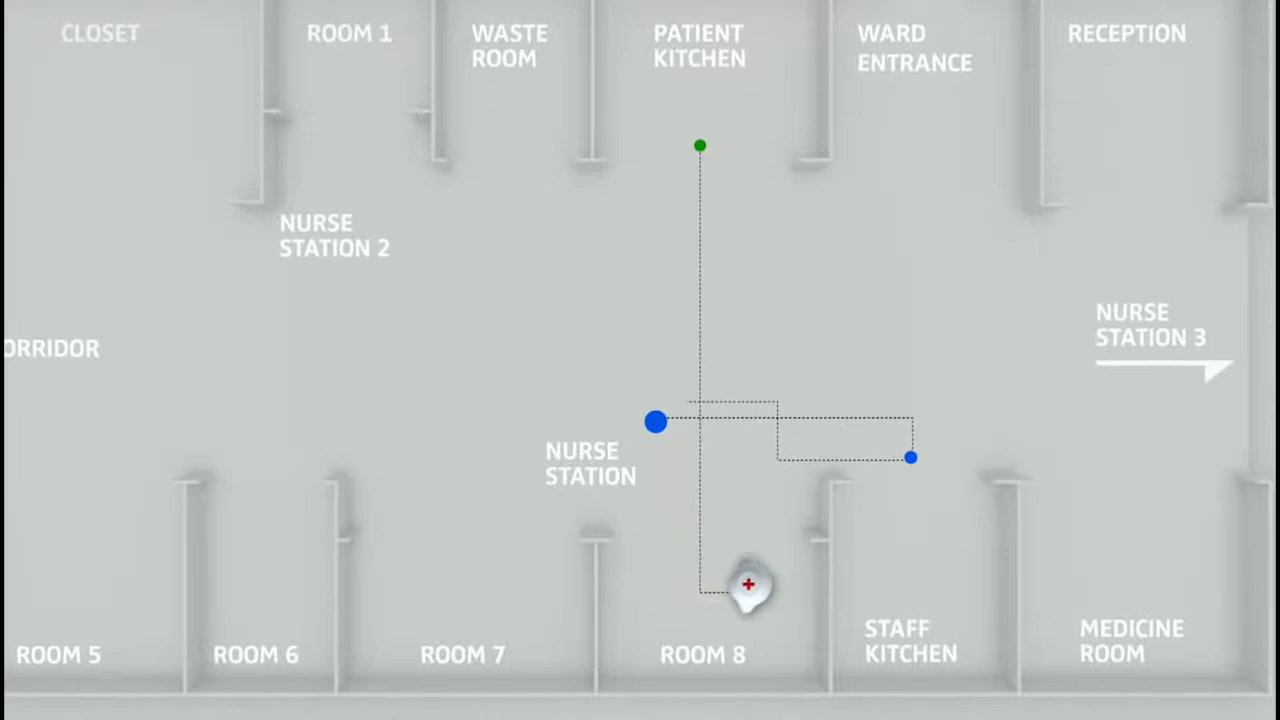 CLOSET
ROOM 1
WASTE
ROOM
PATIENT
KITCHEN
WARD
ENTRANCE
RECEPTION
NURSE
STATION 2
NURSE
STATION 3
ORRIDOR
NURSE
STATION
ROOM 5
ROOM 6
ROOM 7
ROOM 8
STAFF
KITCHEN
MEDICINE
ROOM